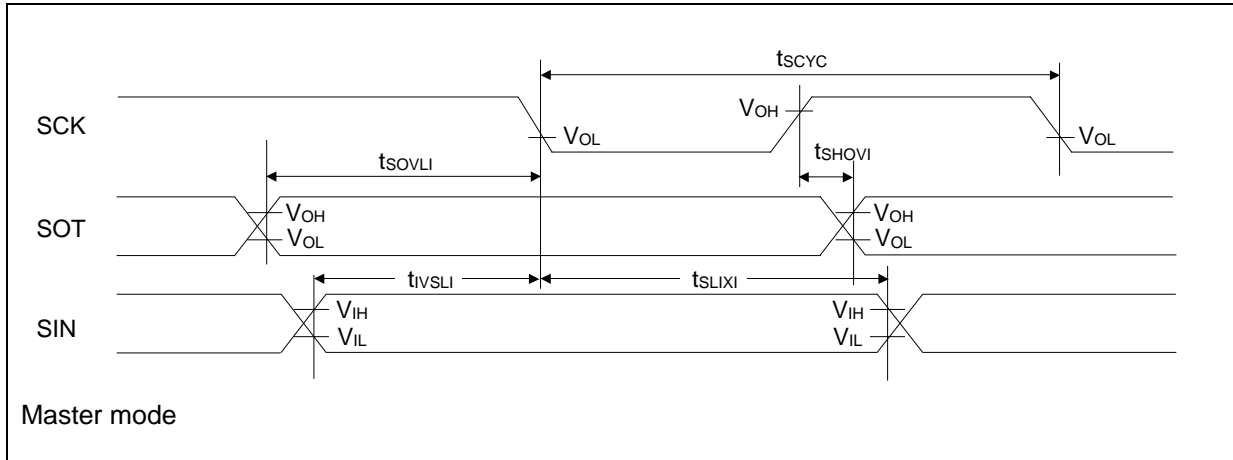 tSCYC
SCK
VOH
VOL
VOL
tSHOVI
tSOVLI
SOT
VOH
VOL
VOH
VOL
tIVSLI
tSLIXI
SIN
VIH
VIL
VIH
VIL
Master mode